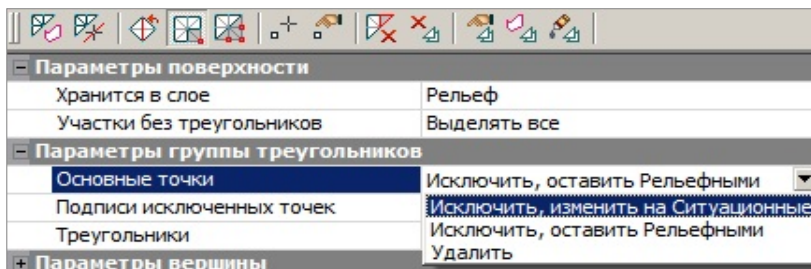 Параметры поверхности
Хранится в слое Рельеф
Участки без треугольников Выделять все
Параметры группы треугольников
Основные точки Исключить, оставить Рельефными
Подписи исключенных точек Исключить, изменить на Ситуационные
Треугольники Исключить, оставить Рельефными
Удалить
Параметры вершины